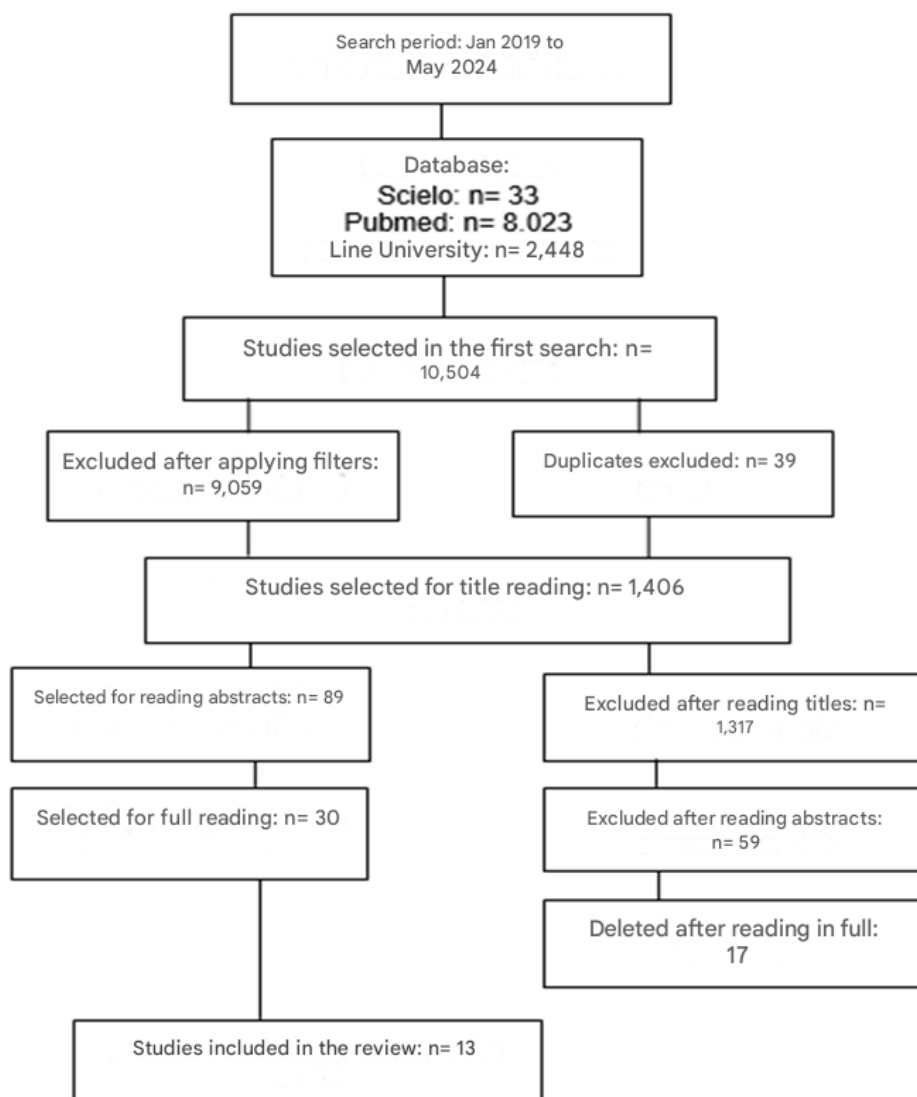 Search period: Jan 2019 to
May 2024
Database:
Scielo: n= 33
Pubmed: n= 8.023
Line University: n= 2,448
Studies selected in the first search: n=
10,504
Excluded after applying filters:
n= 9,059
Duplicates excluded: n= 39
Studies selected for title reading: n= 1,406
Selected for reading abstracts: n= 89
Excluded after reading titles: n=
1,317
Selected for full reading: n= 30
Excluded after reading abstracts:
n= 59
Deleted after reading in full:
17
Studies included in the review: n= 13